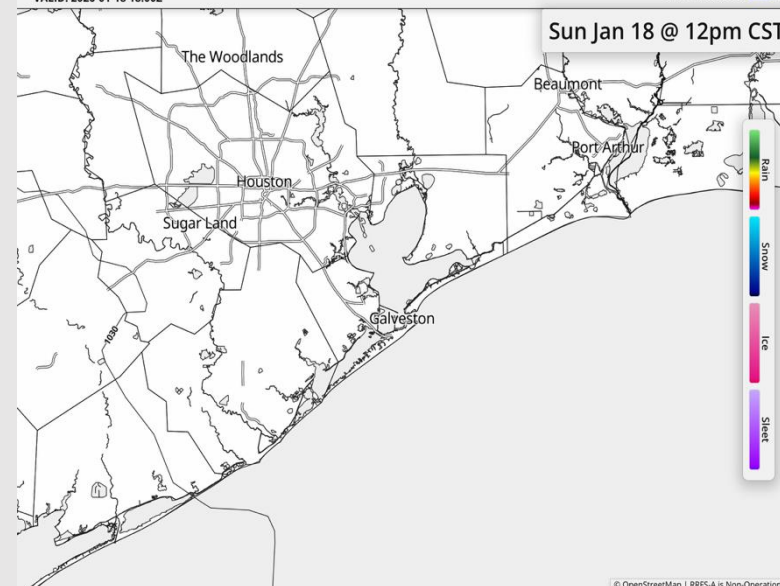 Sun Jan 18 @ 12pm CST
The Woodlands
Beaumont
Port Arthur
Rain
Houston
Sugar Land
Snow
Galveston
1030
Ice
Sleet
© OpenStreetMap | RRFS-A is Non-Operation